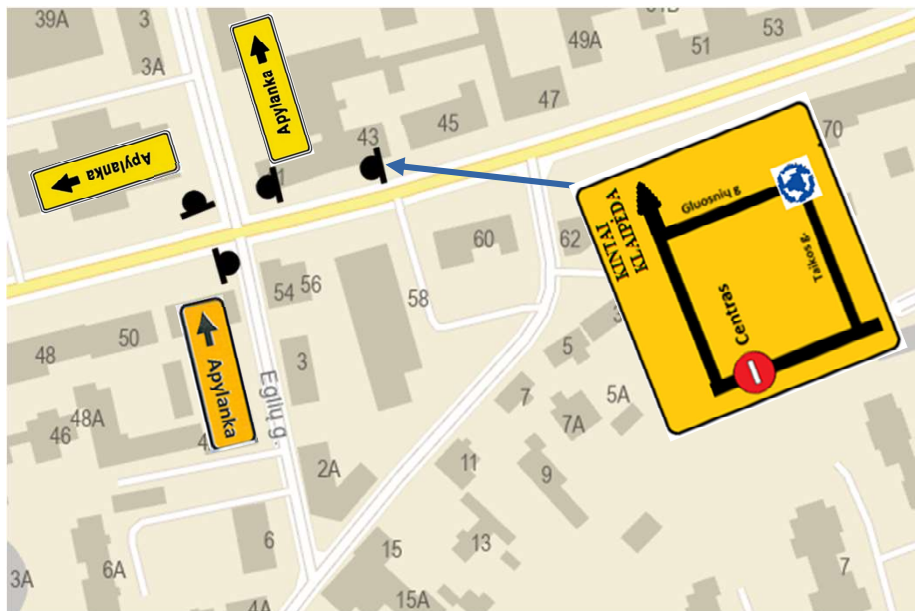 39A
3
3A
Apylanka
Apylanka
43
45
47
49A
51
53
70
KINTAI
KLAIPĖDA
Gluosnių g
Taikos g.
Centras
60
62
54
56
58
48
50
Apylanka
3
5
7
7A
5A
Eglių g.
48A
46
2A
11
9
6
15
13
6A
3A
4A
15A
7